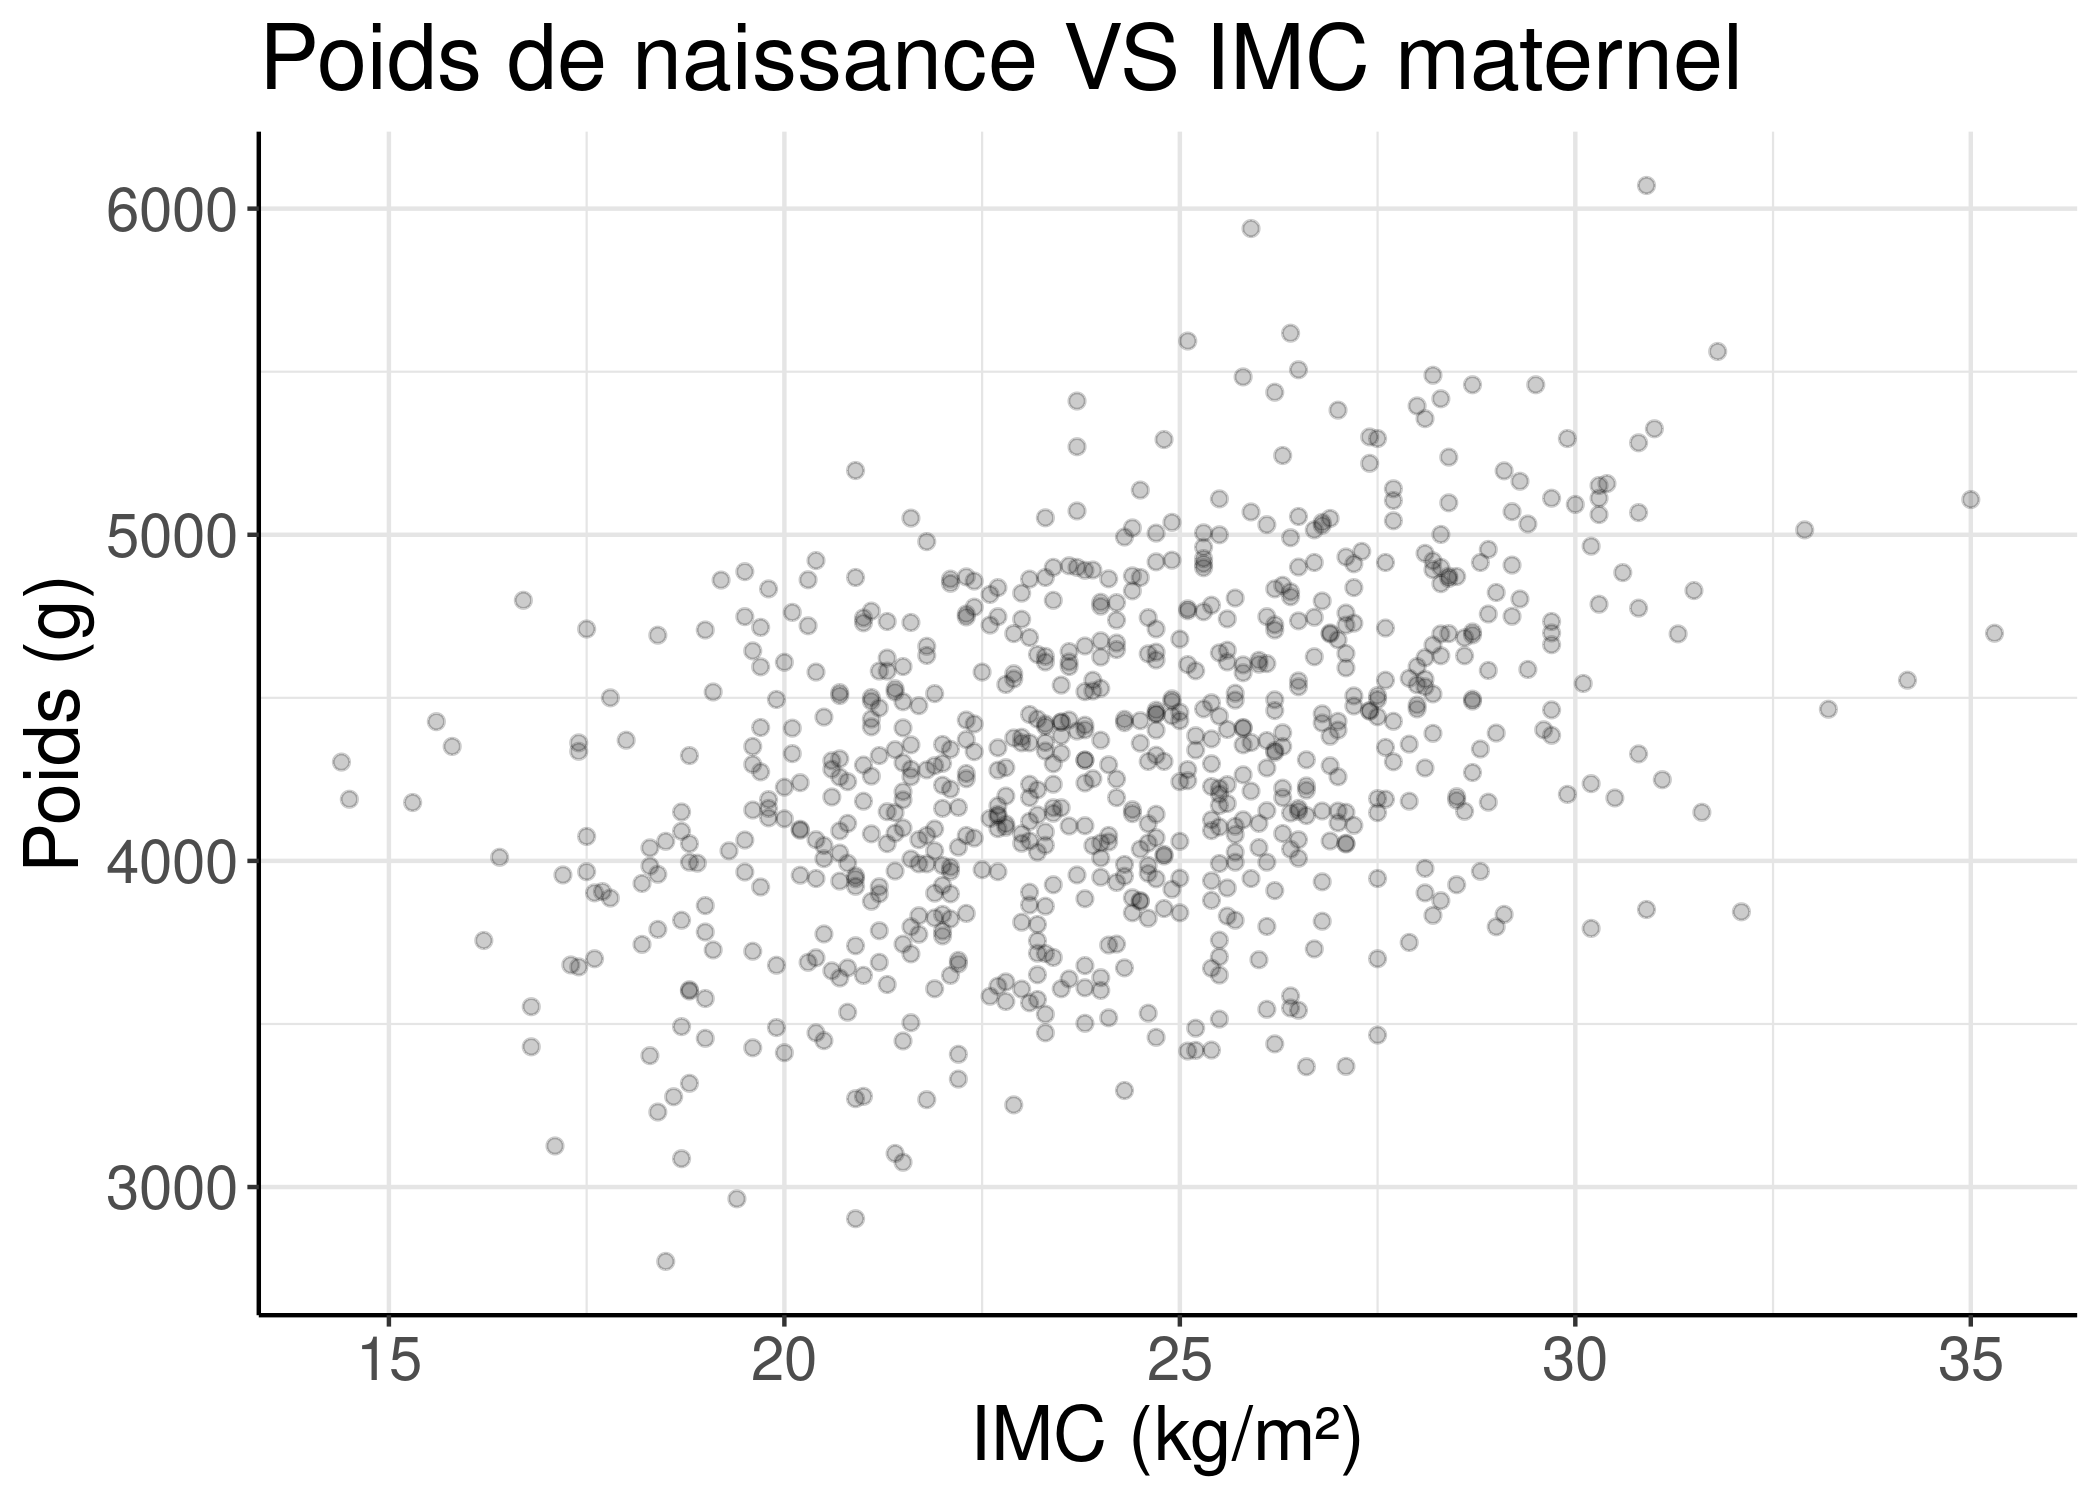 Poids de naissance VS IMC maternel
Poids (g)
6000
5000
4000
3000
15 20 25 30 35
IMC (kg/m²)